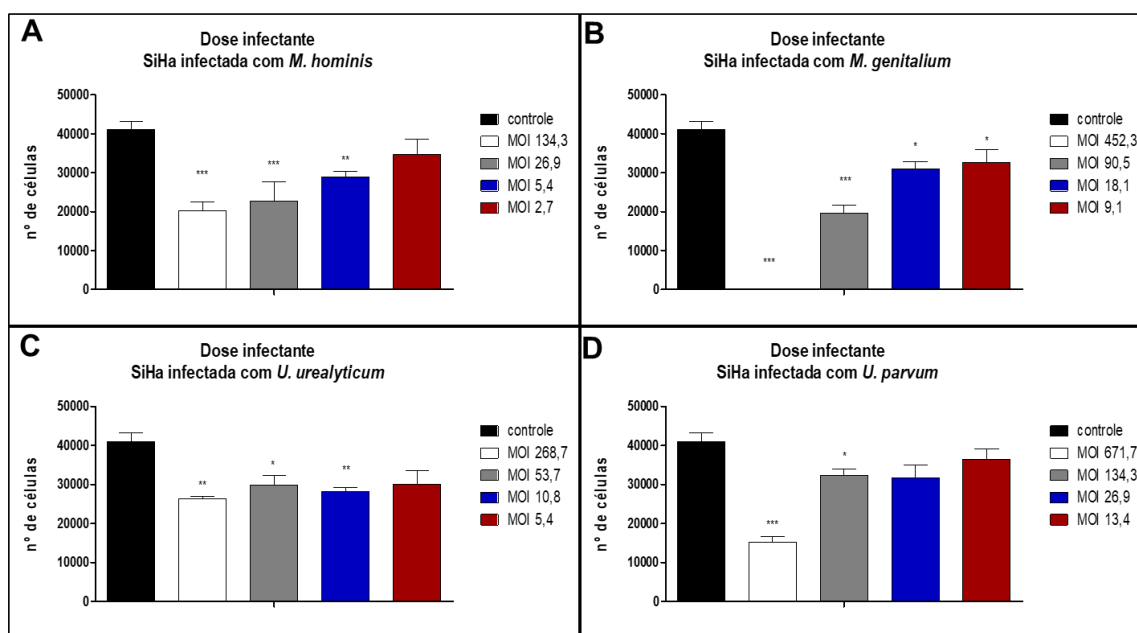 A
Dose infectante
SiHa infectada com M. hominis
nº de células
50000
40000
30000
20000
10000
0
***
***
**
controle
MOI 134,3
MOI 26,9
MOI 5,4
MOI 2,7
B
Dose infectante
SiHa infectada com M. genitalium
nº de células
50000
40000
30000
20000
10000
0
***
***
*
*
controle
MOI 452,3
MOI 90,5
MOI 18,1
MOI 9,1
C
Dose infectante
SiHa infectada com U. urealyticum
nº de células
50000
40000
30000
20000
10000
0
**
*
**
controle
MOI 268,7
MOI 53,7
MOI 10,8
MOI 5,4
D
Dose infectante
SiHa infectada com U. parvum
nº de células
50000
40000
30000
20000
10000
0
***
*
controle
MOI 671,7
MOI 134,3
MOI 26,9
MOI 13,4